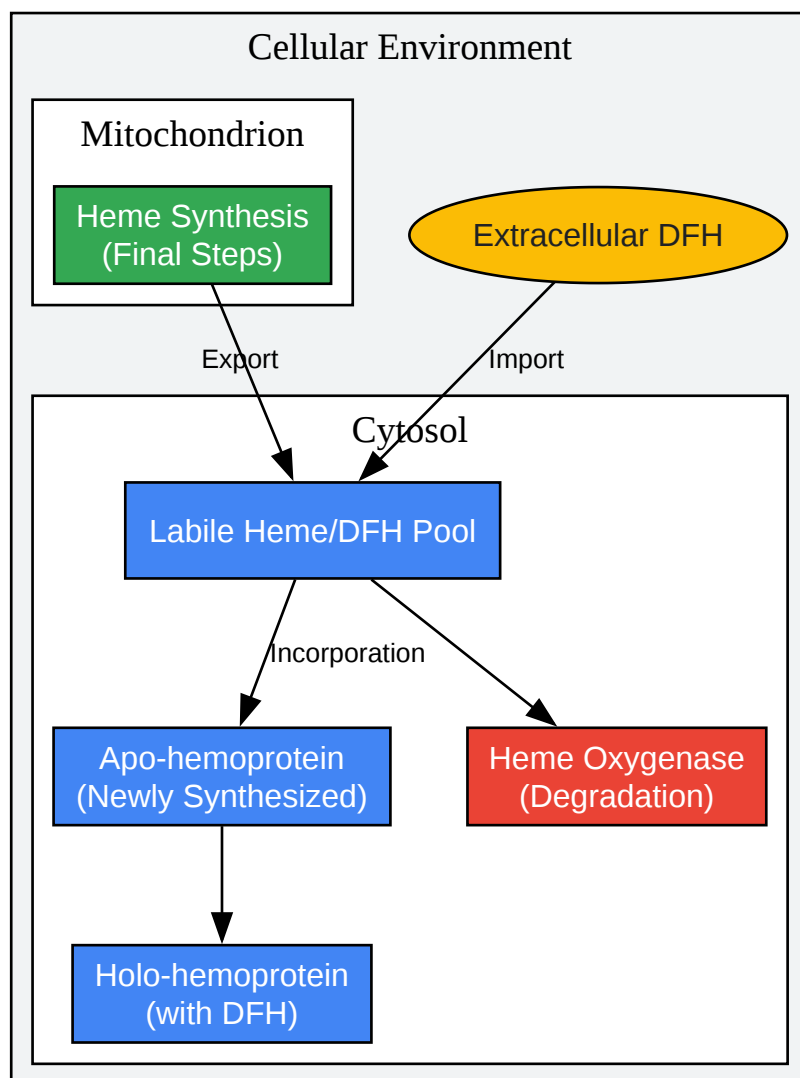 Cellular Environment
Mitochondrion
Heme Synthesis
(Final Steps)
Extracellular DFH
Export
Import
Cytosol
Labile Heme/DFH Pool
Incorporation
Apo-hemoprotein
(Newly Synthesized)
Heme Oxygenase
(Degradation)
Holo-hemoprotein
(with DFH)